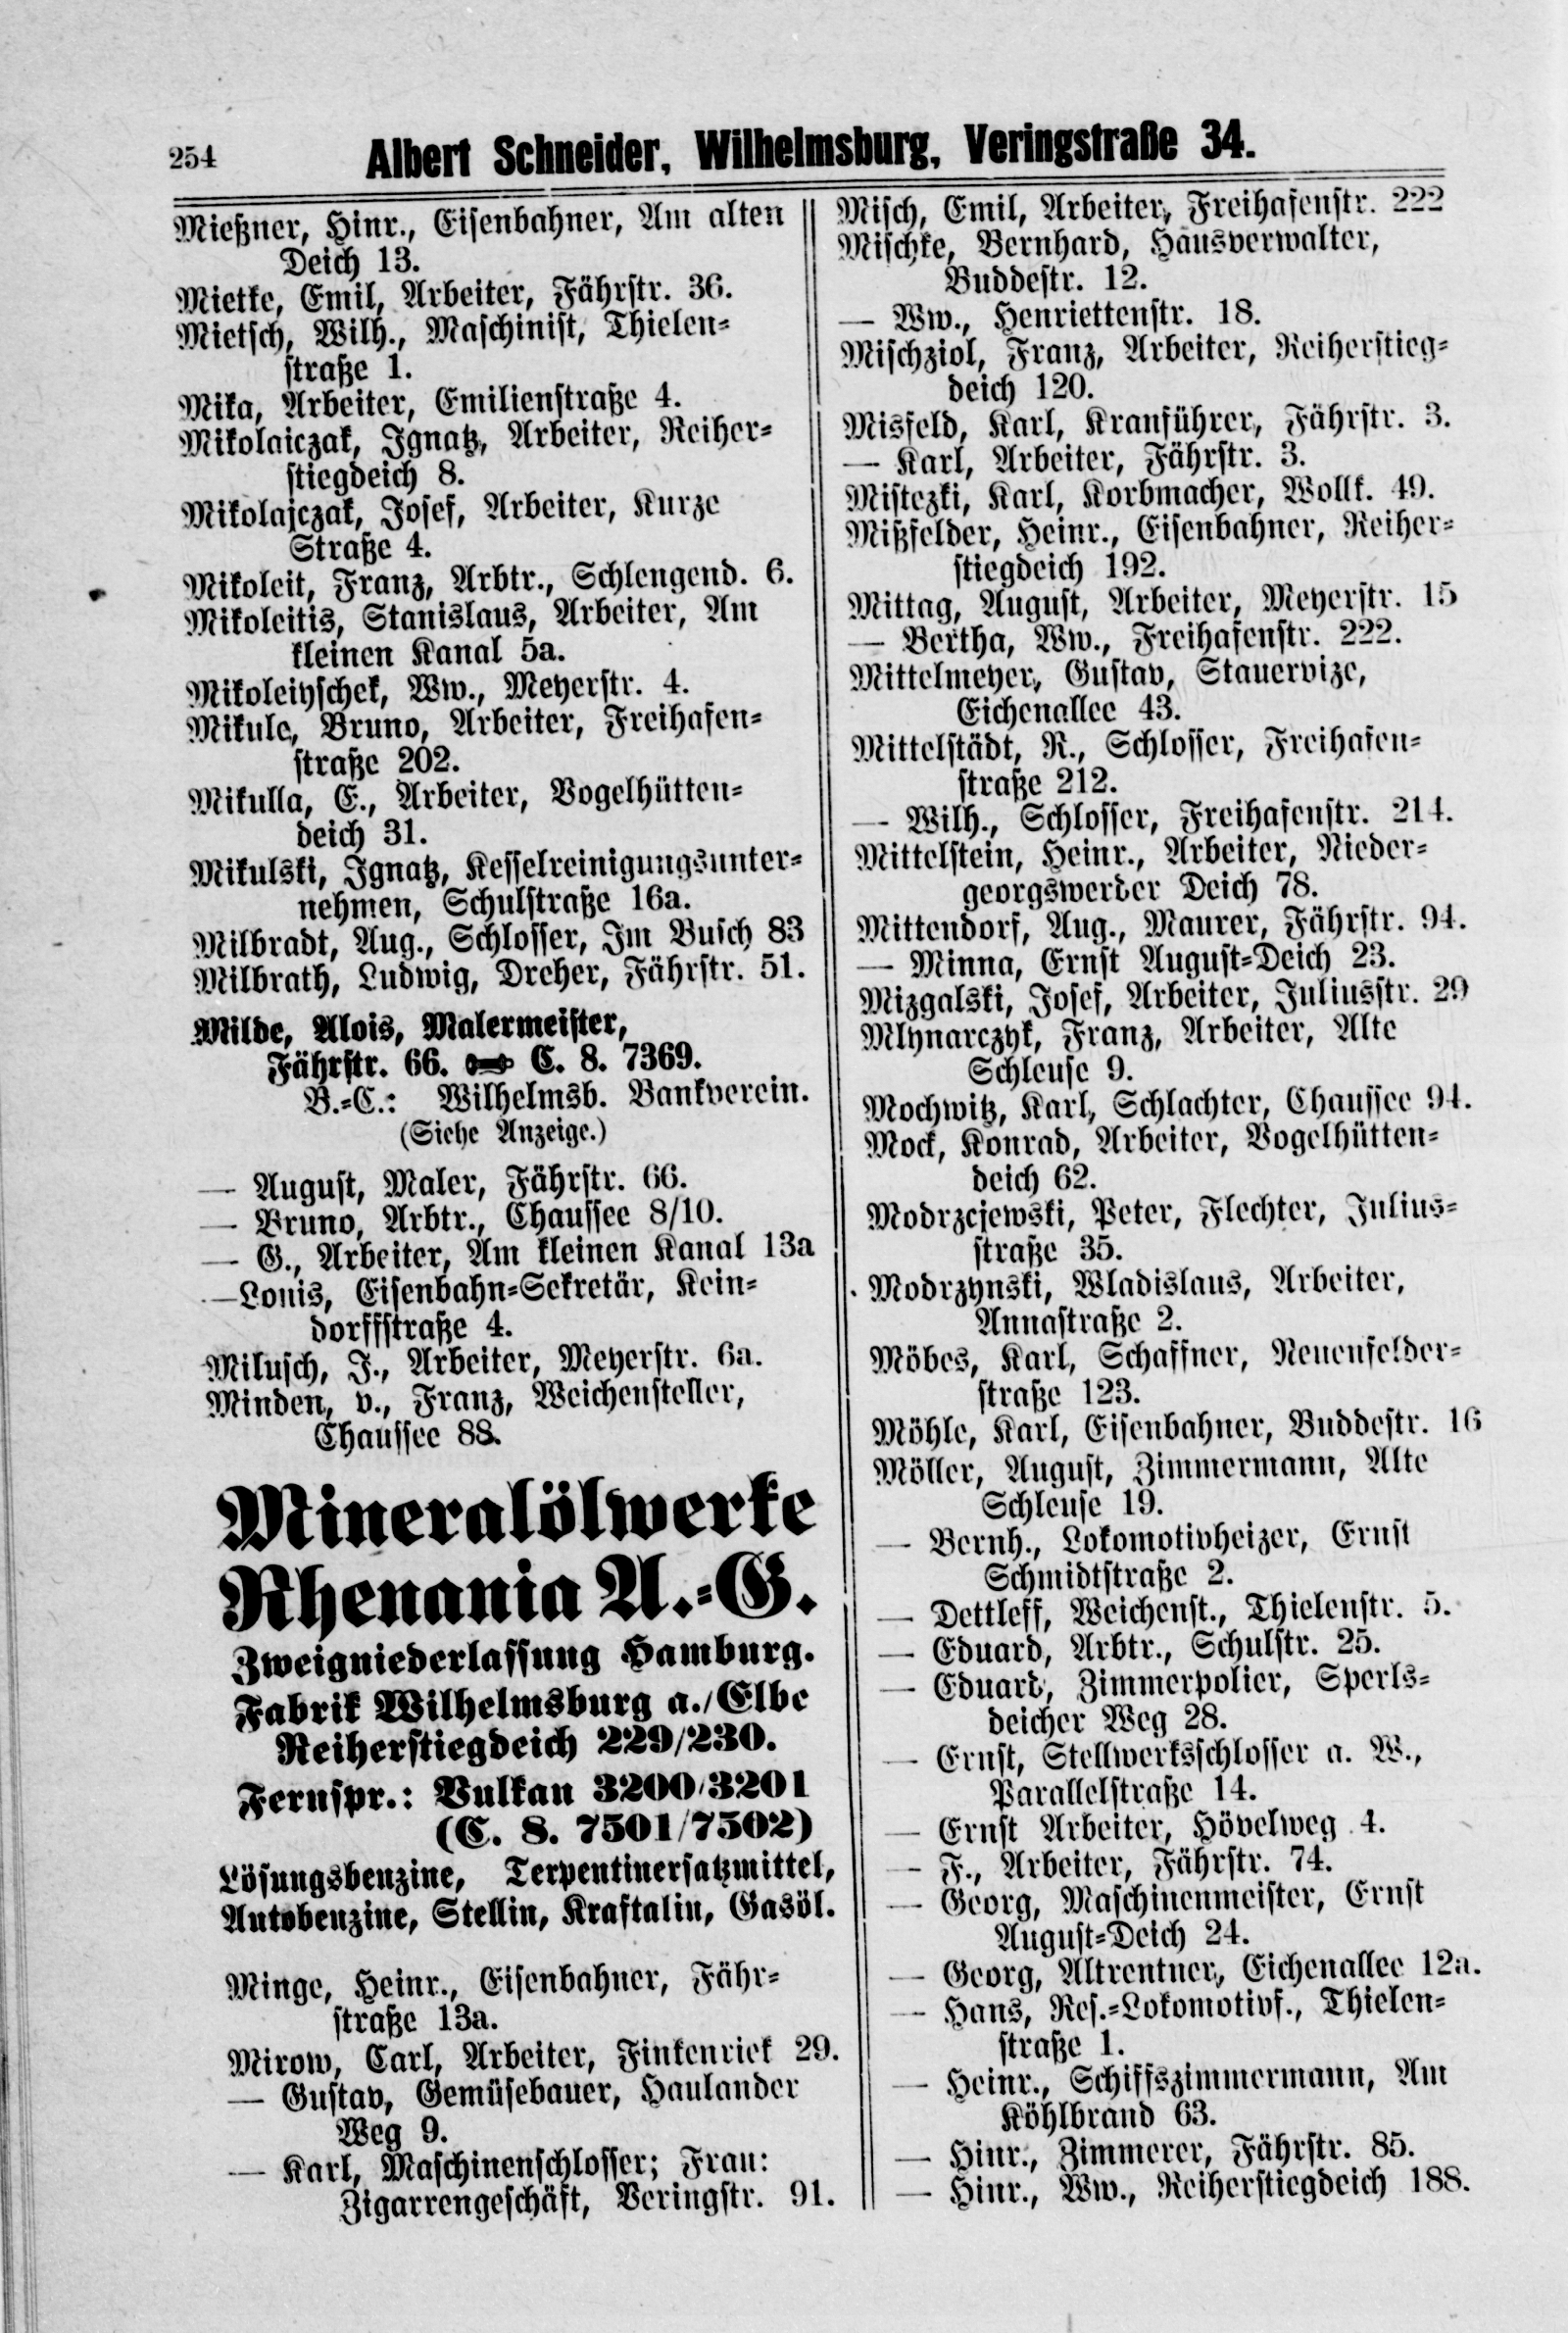 254
Albert Schneider, Wilhelmsburg, Veringstraße 34.
Mießner, Hinr., Eisenbahner, Am alten
Deich 13.
Mietke, Emil, Arbeiter, Fährstr. 36.
Mietsch, Wilh., Maschinist, Thielen-
straße 1.
Mika, Arbeiter, Emilienstraße 4.
Mikolaiczak, Ignatz, Arbeiter, Reiher-
stiegdeich 8.
Mikolajczak, Josef, Arbeiter, Kurze
Straße 4.
Mikoleit, Franz, Arbtr., Schlengend. 6.
Mikoleitis, Stanislaus, Arbeiter, Am
kleinen Kanal 5a.
Mikoleiyschek, Ww., Meyerstr. 4.
Mikule, Bruno, Arbeiter, Freihafen-
straße 202.
Mikulla, E., Arbeiter, Vogelhütten-
deich 31.
Mikulski, Ignatz, Kesselreinigungsunter-
nehmen, Schulstraße 16a.
Milbradt, Aug., Schlosser, Im Busch 83
Milbrath, Ludwig, Dreher, Fährstr. 51.
Milde, Alois, Malermeister,
Fährstr. 66. C. 8. 7369.
B.-C.: Wilhelmsb. Bankverein.
(Siehe Anzeige.)
— August, Maler, Fährstr. 66.
— Bruno, Arbtr., Chaussee 8/10.
— G., Arbeiter, Am kleinen Kanal 13a
—Louis, Eisenbahn-Sekretär, Kein-
dorffstraße 4.
Milusch, J., Arbeiter, Meyerstr. 6a.
Minden, v., Franz, Weichensteller,
Chaussee 88.
Mineralölwerke
Rhenania A.-G.
Zweigniederlassung Hamburg.
Fabrik Wilhelmsburg a./Elbe
Reiherstiegdeich 229/230.
Fernspr.: Vulkan 3200/3201
(C. 8. 7501/7502)
Lösungsbenzine, Terpentinersatzmittel,
Autobenzine, Stellin, Kraftalin, Gasöl.
Minge, Heinr., Eisenbahner, Fähr-
straße 13a.
Mirow, Carl, Arbeiter, Finkenriek 29.
— Gustav, Gemüsebauer, Haulander
Weg 9.
— Karl, Maschinenschlosser; Frau:
Zigarrengeschäft, Veringstr. 91.
Misch, Emil, Arbeiter, Freihafenstr. 222
Mischke, Bernhard, Hausverwalter,
Buddestr. 12.
— Ww., Henriettenstr. 18.
Mischziol, Franz, Arbeiter, Reiherstieg-
deich 120.
Misfeld, Karl, Kranführer, Fährstr. 3.
— Karl, Arbeiter, Fährstr. 3.
Mistezki, Karl, Korbmacher, Wollk. 49.
Mißfelder, Heinr., Eisenbahner, Reiher-
stiegdeich 192.
Mittag, August, Arbeiter, Meyerstr. 15
— Bertha, Ww., Freihafenstr. 222.
Mittelmeyer, Gustav, Stauervize,
Eichenallee 43.
Mittelstädt, R., Schlosser, Freihafen-
straße 212.
— Wilh., Schlosser, Freihafenstr. 214.
Mittelstein, Heinr., Arbeiter, Nieder-
georgswerder Deich 78.
Mittendorf, Aug., Maurer, Fährstr. 94.
— Minna, Ernst August-Deich 23.
Mizgalski, Josef, Arbeiter, Juliusstr. 29
Mlynarczyk, Franz, Arbeiter, Alte
Schleuse 9.
Mochwitz, Karl, Schlachter, Chaussee 94.
Mock, Konrad, Arbeiter, Vogelhütten-
deich 62.
Modrzejewski, Peter, Flechter, Julius-
straße 35.
Modrzynski, Wladislaus, Arbeiter,
Annastraße 2.
Möbes, Karl, Schaffner, Neuenfelder-
straße 123.
Möhle, Karl, Eisenbahner, Buddestr. 16
Möller, August, Zimmermann, Alte
Schleuse 19.
— Bernh., Lokomotivheizer, Ernst
Schmidtstraße 2.
— Dettleff, Weichenst., Thielenstr. 5.
— Eduard, Arbtr., Schulstr. 25.
— Eduard, Zimmerpolier, Sperls-
deicher Weg 28.
— Ernst, Stellwerksschlosser a. W.,
Parallelstraße 14.
— Ernst Arbeiter, Hövelweg 4.
— F., Arbeiter, Fährstr. 74.
— Georg, Maschinenmeister, Ernst
August-Deich 24.
— Georg, Altrentner, Eichenallee 12a.
— Hans, Res.-Lokomotivf., Thielen-
straße 1.
— Heinr., Schiffszimmermann, Am
Köhlbrand 63.
— Hinr., Zimmerer, Fährstr. 85.
— Hinr., Ww., Reiherstiegdeich 188.